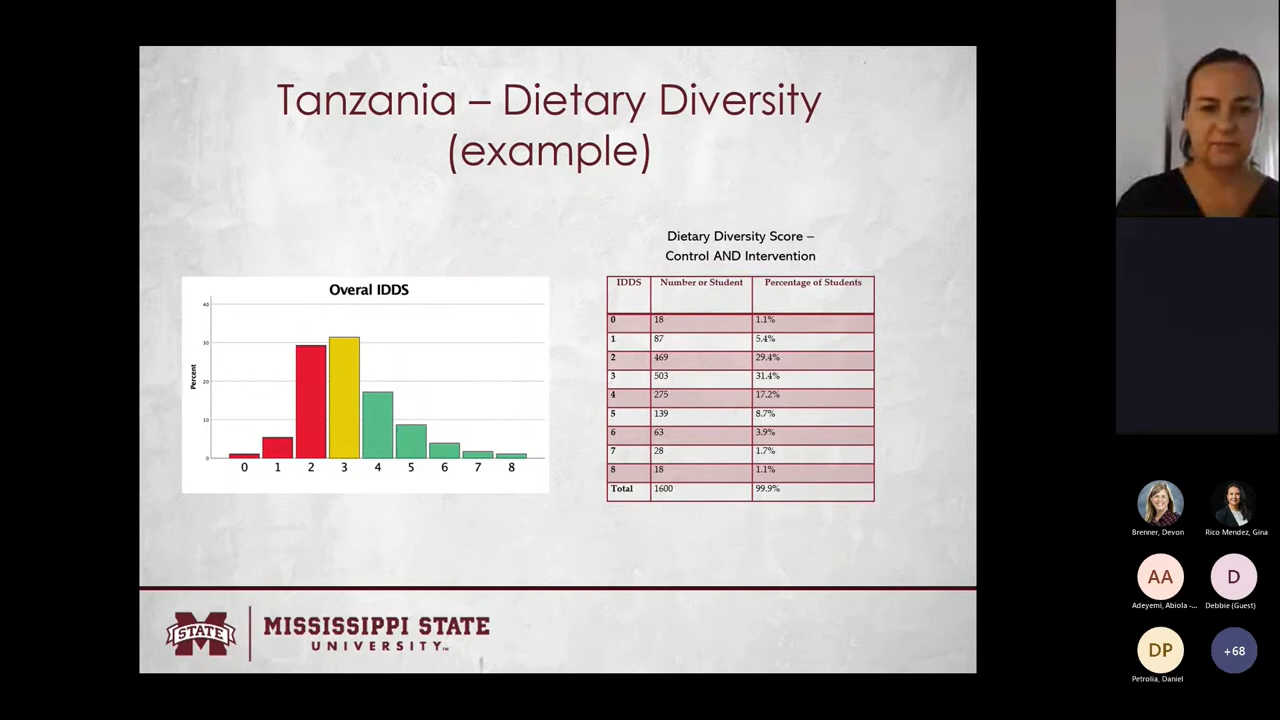 Tanzania – Dietary Diversity
(example)
Dietary Diversity Score –
Control AND Intervention
Overal IDDS
40
30
20
10
0
Percent
0 1 2 3 4 5 6 7 8
IDDS Number or Student Percentage of Students
0 18 1.1%
1 87 5.4%
2 469 29.4%
3 503 31.4%
4 275 17.2%
5 139 8.7%
6 63 3.9%
7 28 1.7%
8 18 1.1%
Total 1600 99.9%
STATE
MISSISSIPPI STATE
UNIVERSITY™
Brenner, Devon
Rico Mendez, Gina
AA
Adeyemi, Abiola -...
D
Debbie (Guest)
DP
Petrolia, Daniel
+68